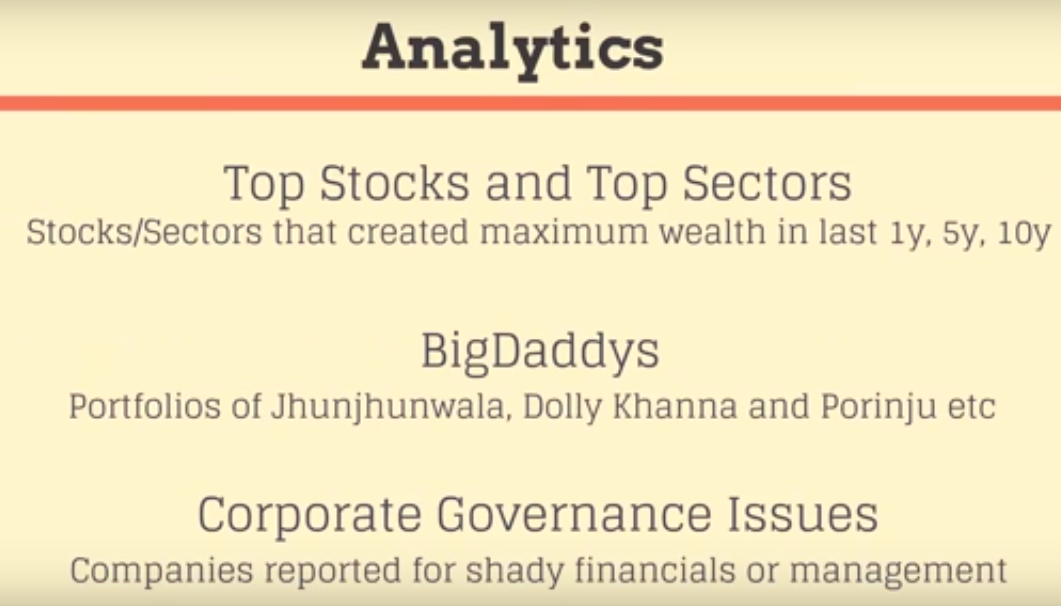 Analytics
Top Stocks and Top Sectors
Stocks/Sectors that created maximum wealth in last 1y, 5y, 10y
BigDaddys
Portfolios of Jhunjhunwala, Dolly Khanna and Porinju etc
Corporate Governance Issues
Companies reported for shady financials or management